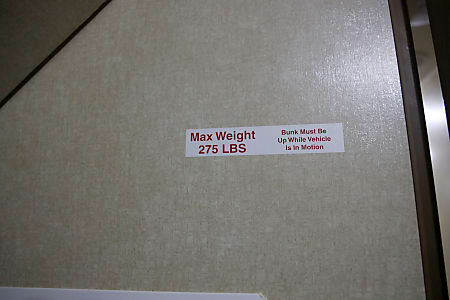 Max Weight
275 LBS
Bunk Must Be
Up While Vehicle
Is In Motion